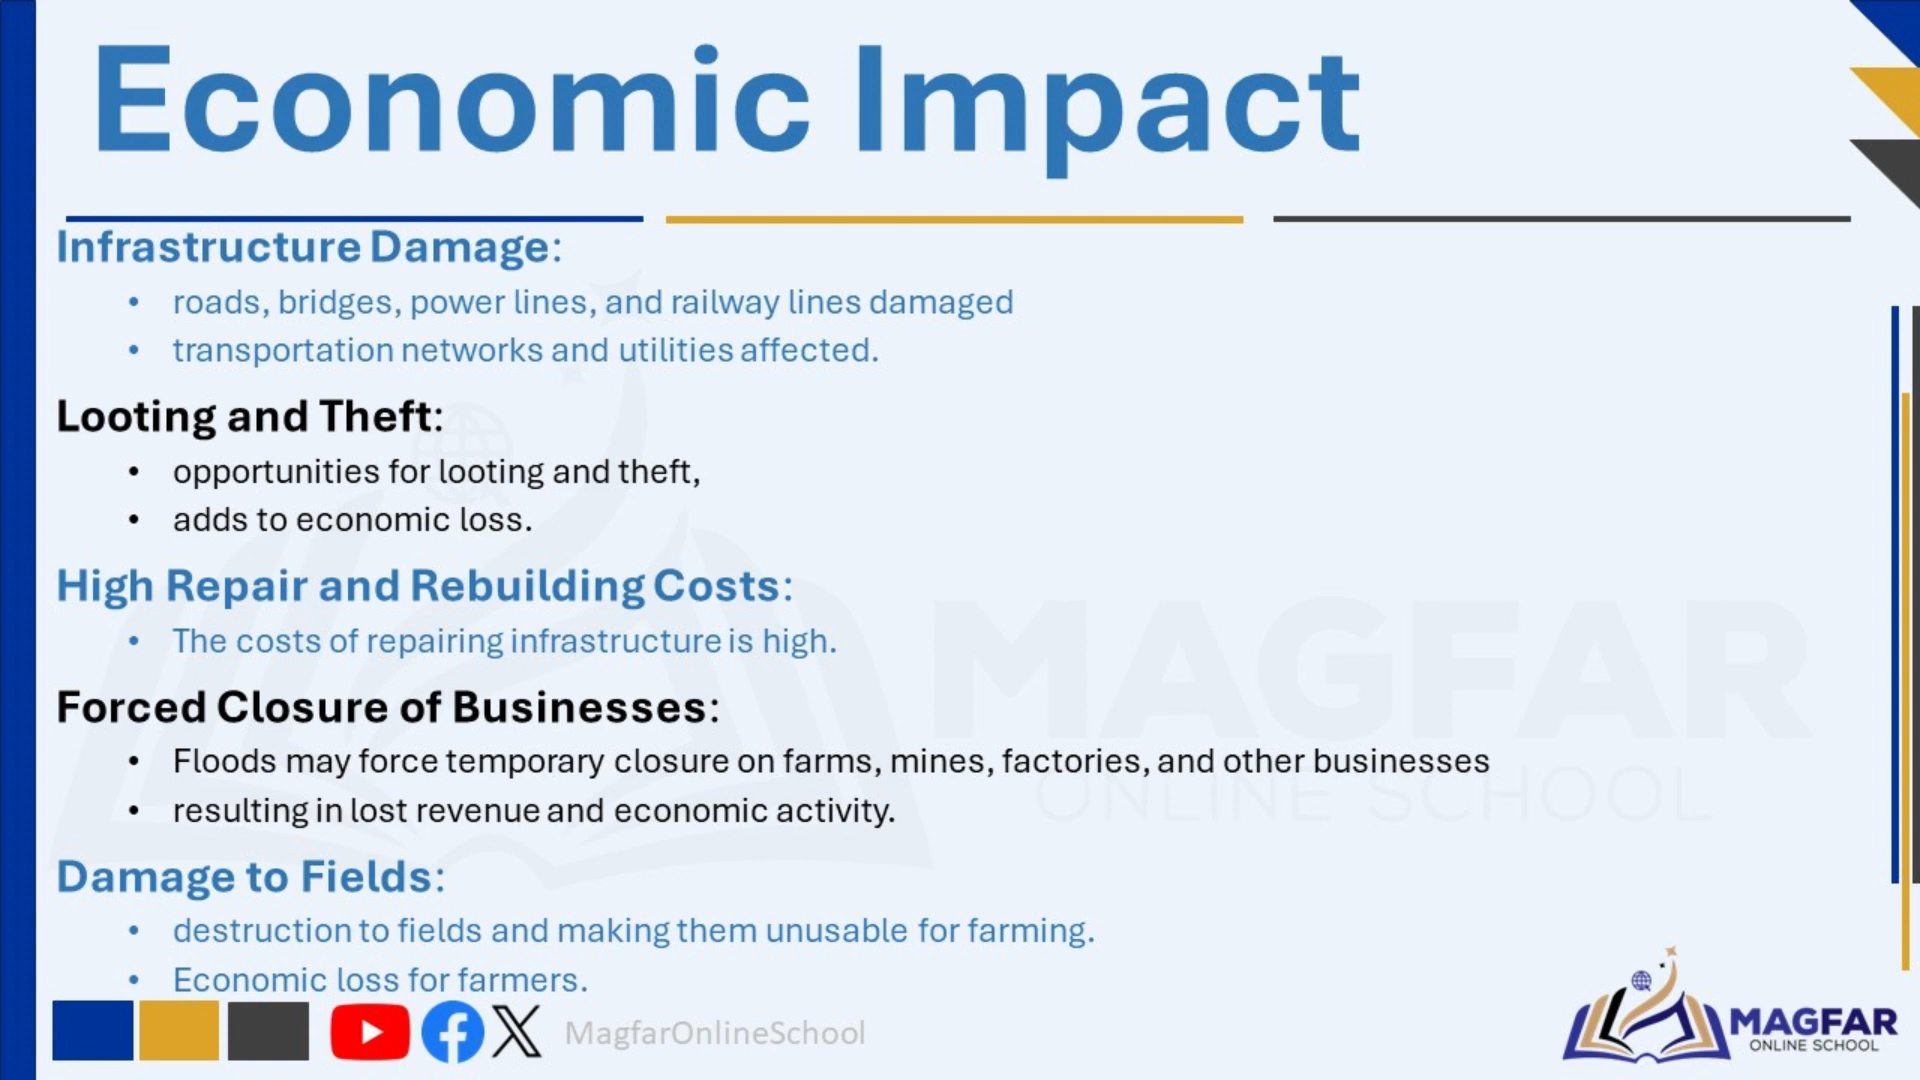 Economic Impact
Infrastructure Damage:
• roads, bridges, power lines, and railway lines damaged
• transportation networks and utilities affected.
Looting and Theft:
• opportunities for looting and theft,
• adds to economic loss.
High Repair and Rebuilding Costs:
• The costs of repairing infrastructure is high.
Forced Closure of Businesses:
• Floods may force temporary closure on farms, mines, factories, and other businesses
• resulting in lost revenue and economic activity.
Damage to Fields:
• destruction to fields and making them unusable for farming.
• Economic loss for farmers.
MagfarOnlineSchool
MAGFAR
ONLINE SCHOOL
MAGFAR
ONLINE SCHOOL